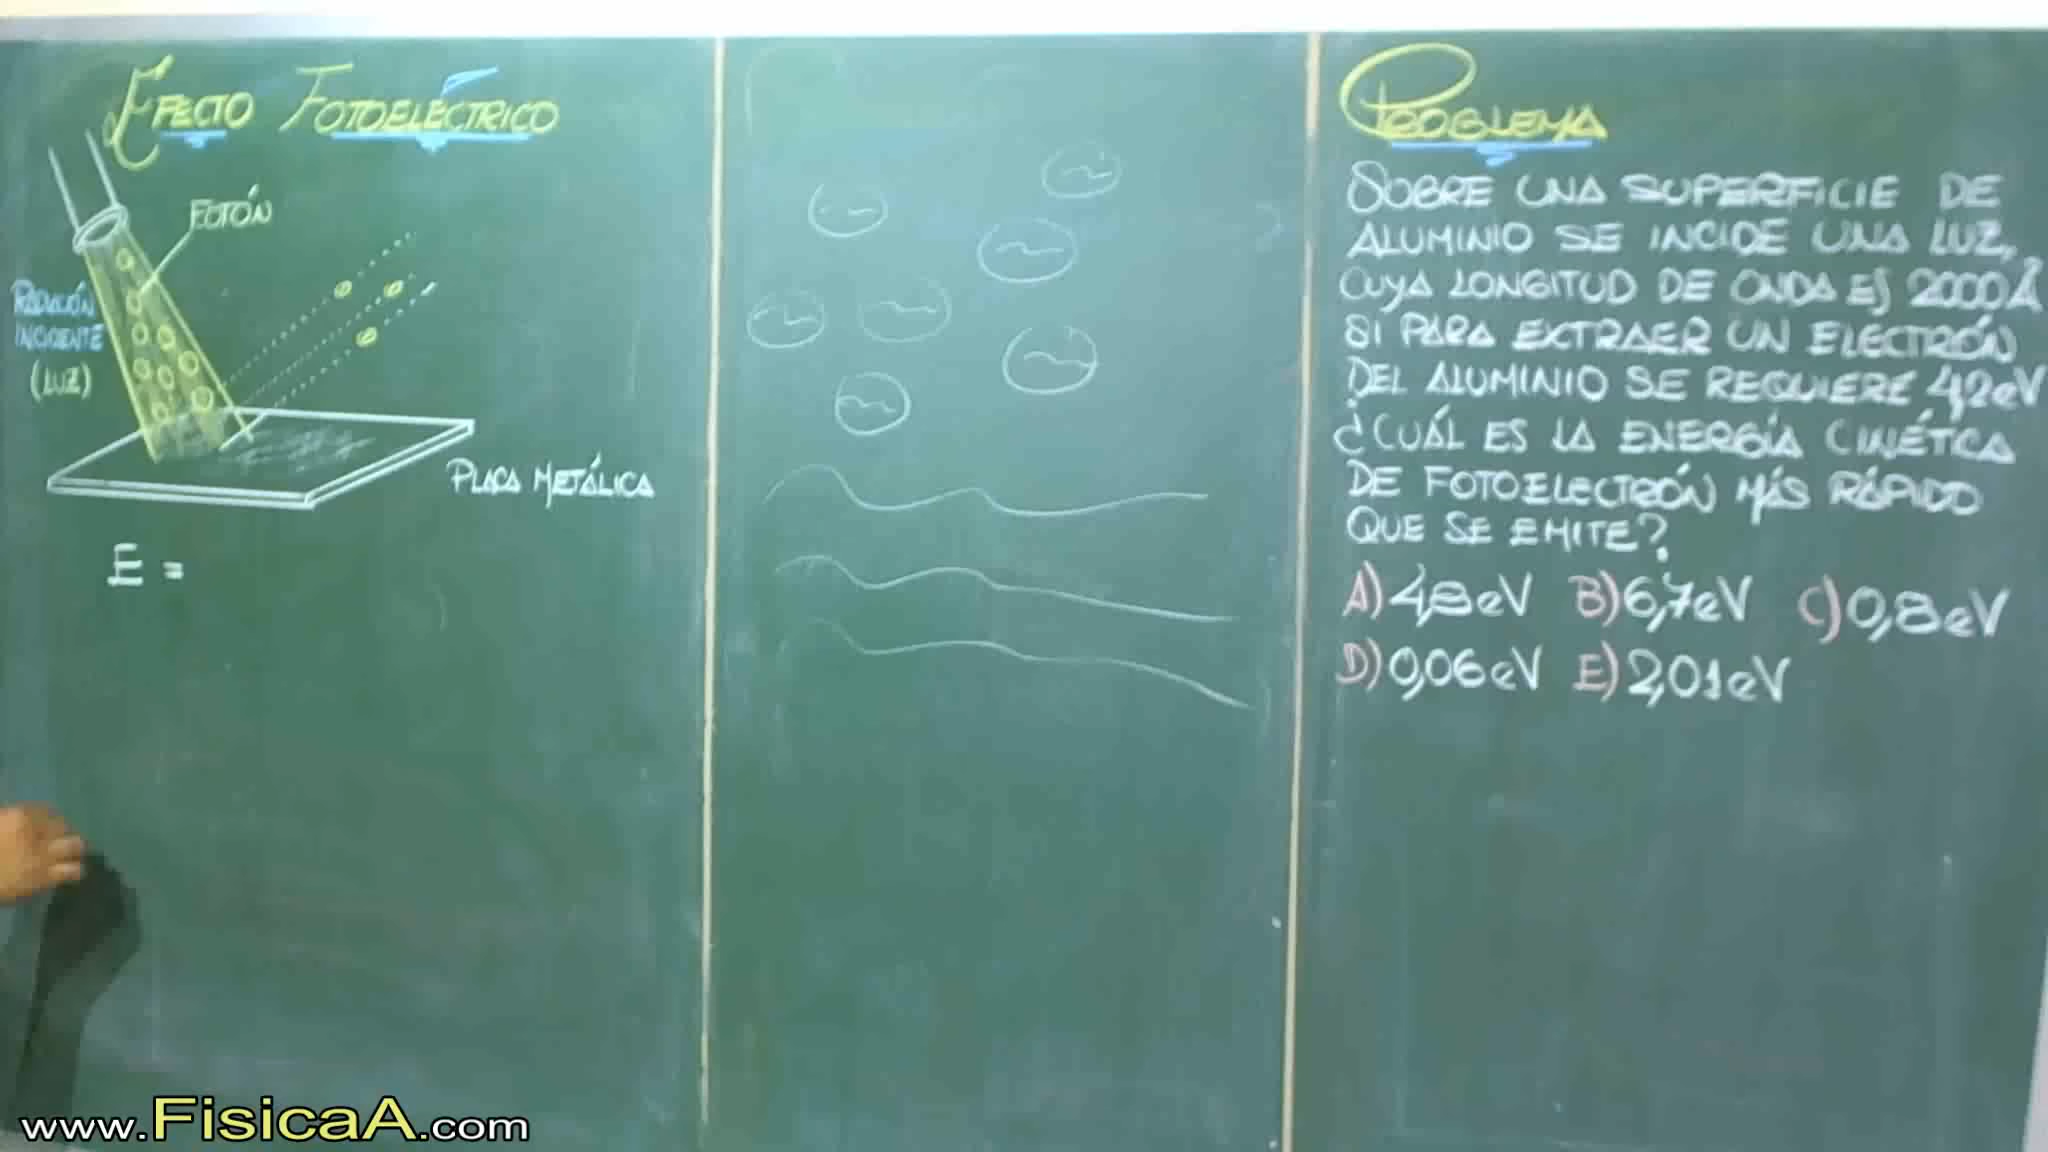 EFECTO FOTOELÉCTRICO
FOTÓN
RADIACIÓN
INCIDENTE
(LUZ)
PLACA METÁLICA
E =
PROBLEMA
SOBRE UNA SUPERFICIE DE
ALUMINIO SE INCIDE UNA LUZ,
CUYA LONGITUD DE ONDA ES 2000Å
SI PARA EXTRAER UN ELECTRÓN
DEL ALUMINIO SE REQUIERE 4,2eV
¿CUÁL ES LA ENERGÍA CINÉTICA
DE FOTOELECTRÓN MÁS RÁPIDO
QUE SE EMITE?
A) 4,8eV B) 6,7eV C) 0,8eV
D) 0,06eV E) 2,01eV
www.FisicaA.com